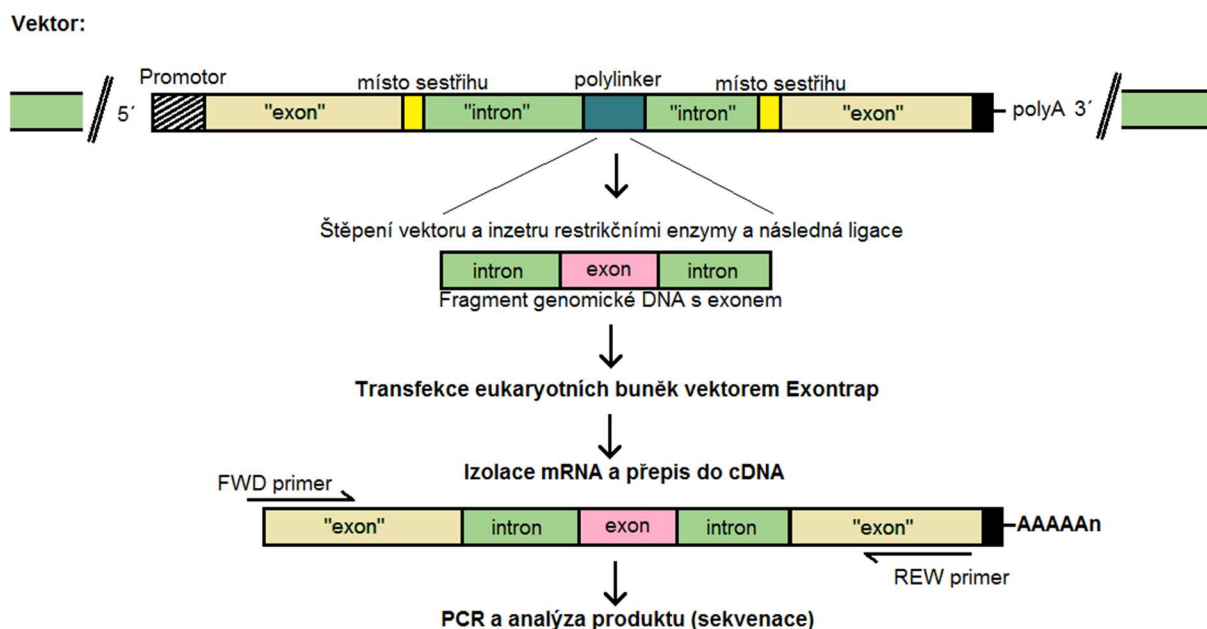 Vektor:
Promotor
místo sestřihu
polylinker
místo sestřihu
5´
"exon"
"intron"
"intron"
"exon"
polyA 3´
Štěpení vektoru a inzetru restrikčními enzymy a následná ligace
intron
exon
intron
Fragment genomické DNA s exonem
Transfekce eukaryotních buněk vektorem Exontrap
Izolace mRNA a přepis do cDNA
FWD primer
"exon"
intron
exon
intron
"exon"
AAAAAn
REW primer
PCR a analýza produktu (sekvenace)